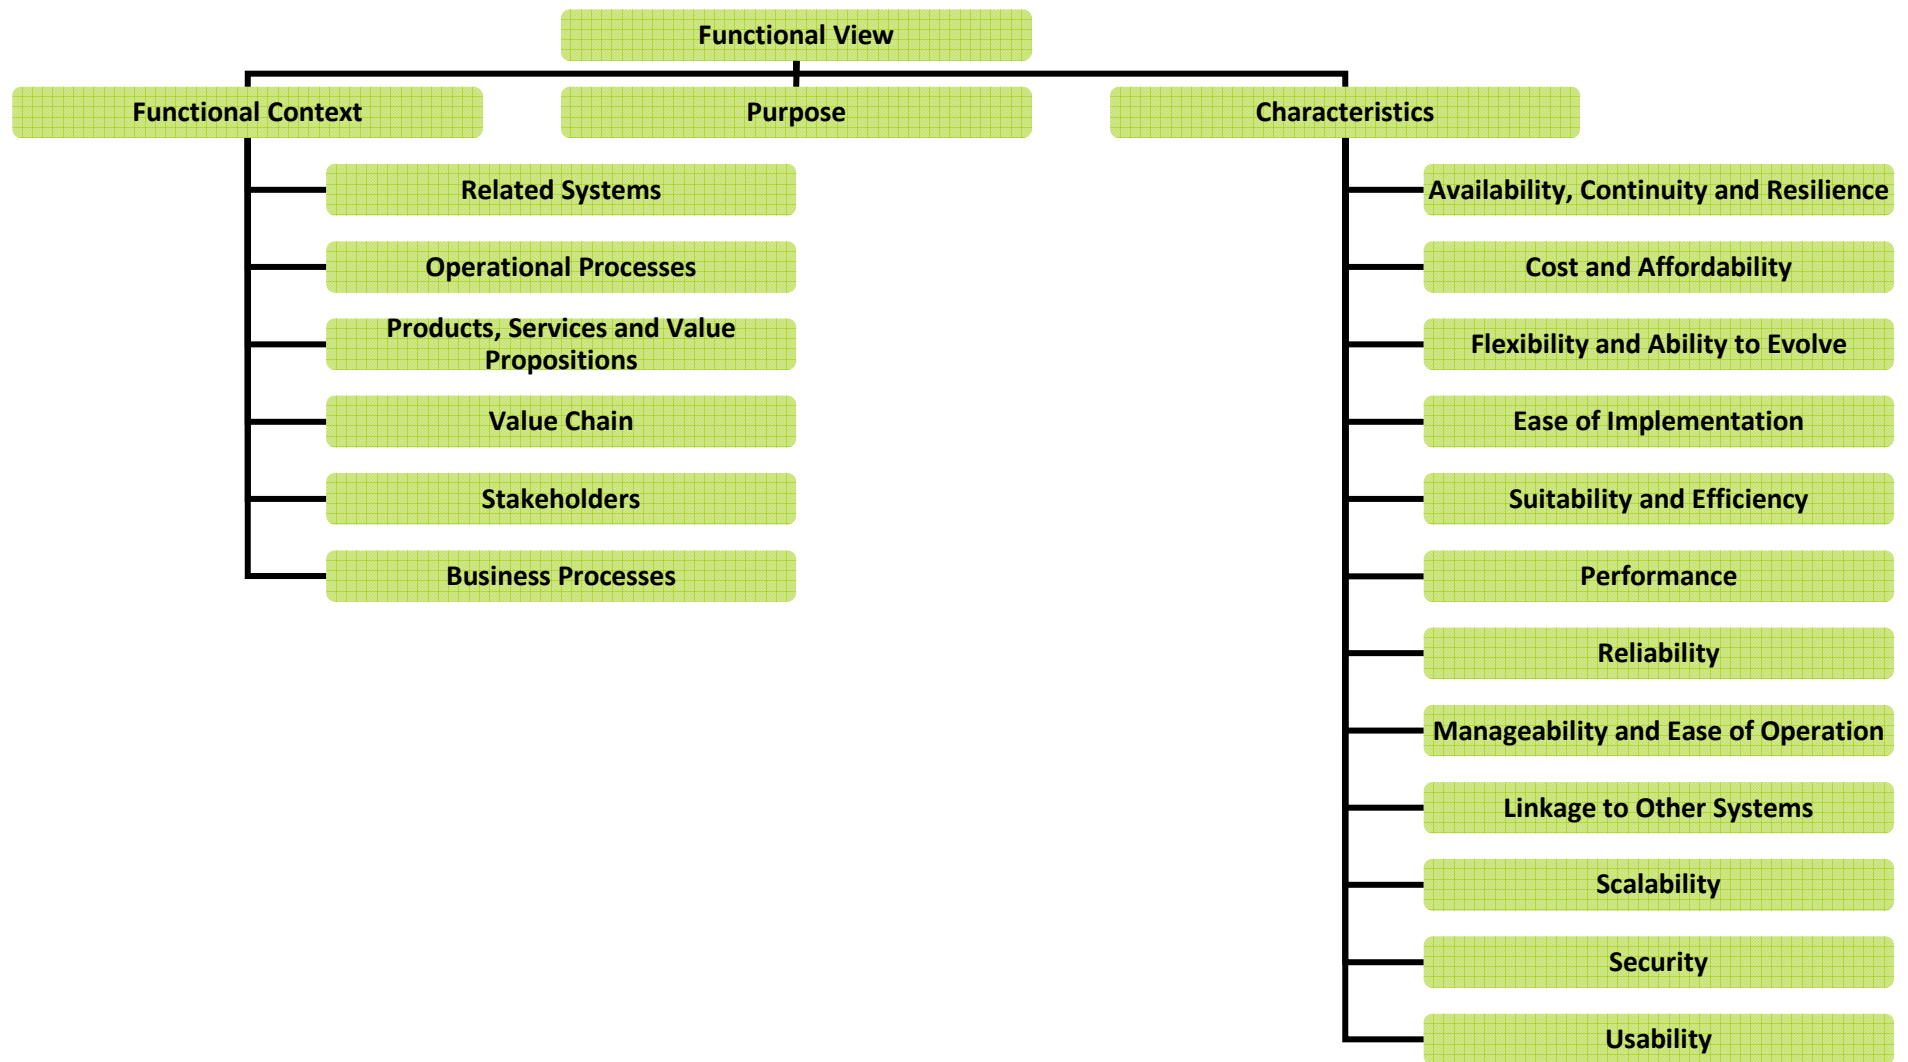 Functional View
Functional Context
Purpose
Characteristics
Related Systems
Operational Processes
Products, Services and Value
Propositions
Value Chain
Stakeholders
Business Processes
Availability, Continuity and Resilience
Cost and Affordability
Flexibility and Ability to Evolve
Ease of Implementation
Suitability and Efficiency
Performance
Reliability
Manageability and Ease of Operation
Linkage to Other Systems
Scalability
Security
Usability